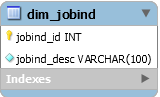 dim_jobind
jobind_id INT
jobind_desc VARCHAR(100)
Indexes